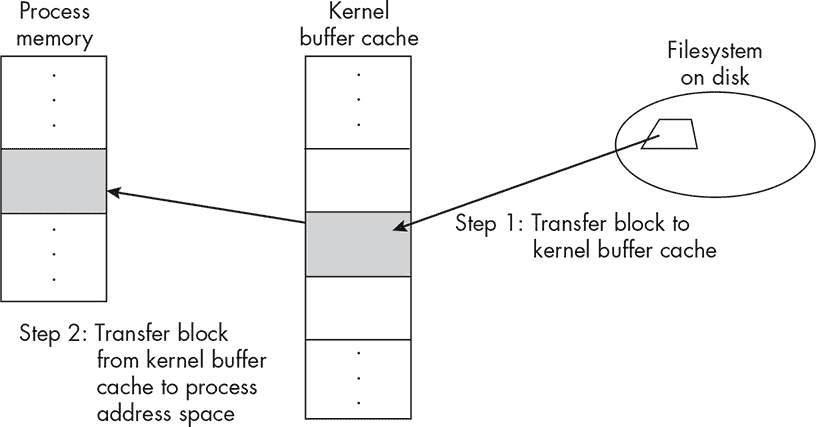 Process
memory
Kernel
buffer cache
Filesystem
on disk
Step 1: Transfer block to
kernel buffer cache
Step 2: Transfer block
from kernel buffer
cache to process
address space